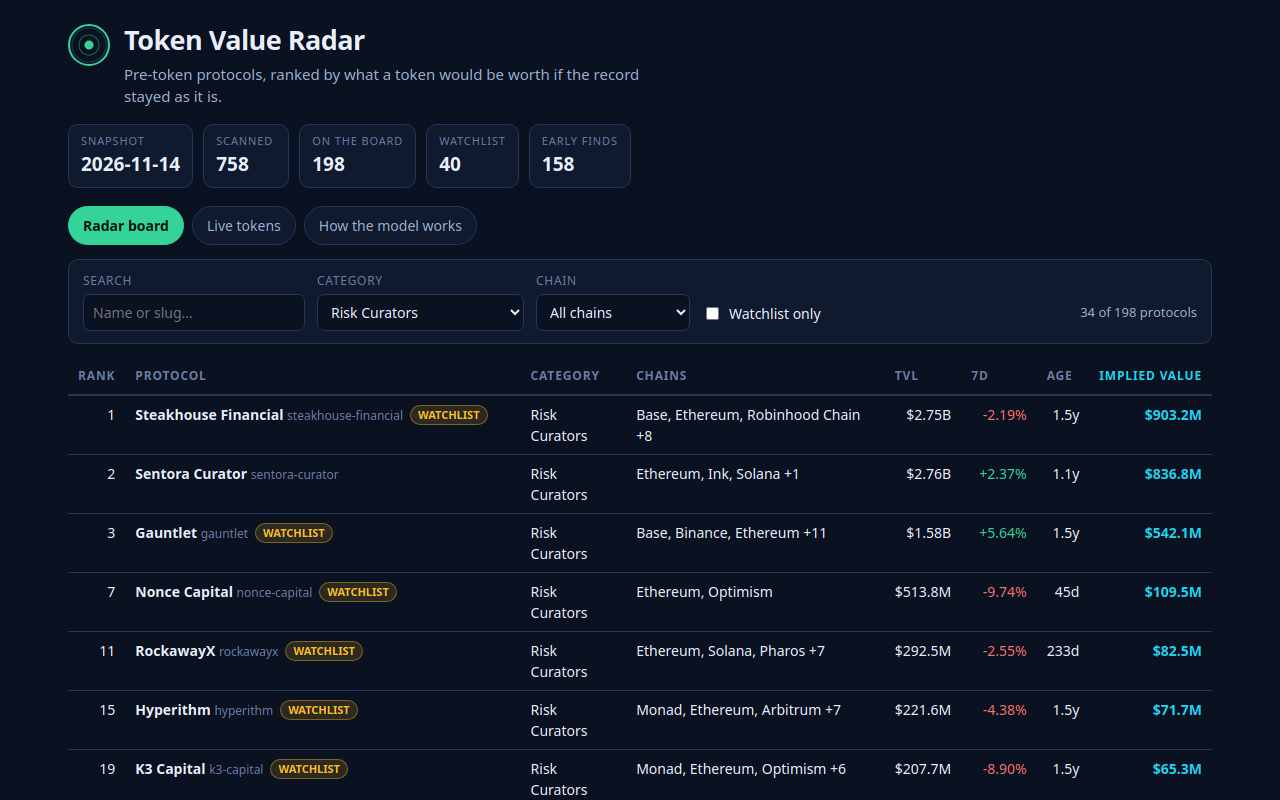 Token Value Radar
Pre-token protocols, ranked by what a token would be worth if the record
stayed as it is.
SNAPSHOT
2026-11-14
SCANNED
758
ON THE BOARD
198
WATCHLIST
40
EARLY FINDS
158
Radar board
Live tokens
How the model works
SEARCH
Name or slug...
CATEGORY
Risk Curators
CHAIN
All chains
Watchlist only
34 of 198 protocols
RANK PROTOCOL CATEGORY CHAINS TVL 7D AGE IMPLIED VALUE
1 Steakhouse Financial steakhouse-financial WATCHLIST Risk Curators Base, Ethereum, Robinhood Chain +8 $2.75B -2.19% 1.5y $903.2M
2 Sentora Curator sentora-curator Risk Curators Ethereum, Ink, Solana +1 $2.76B +2.37% 1.1y $836.8M
3 Gauntlet gauntlet WATCHLIST Risk Curators Base, Binance, Ethereum +11 $1.58B +5.64% 1.5y $542.1M
7 Nonce Capital nonce-capital WATCHLIST Risk Curators Ethereum, Optimism $513.8M -9.74% 45d $109.5M
11 RockawayX rockawayx WATCHLIST Risk Curators Ethereum, Solana, Pharos +7 $292.5M -2.55% 233d $82.5M
15 Hyperithm hyperithm WATCHLIST Risk Curators Monad, Ethereum, Arbitrum +7 $221.6M -4.38% 1.5y $71.7M
19 K3 Capital k3-capital WATCHLIST Risk Curators Monad, Ethereum, Optimism +6 $207.7M -8.90% 1.5y $65.3M